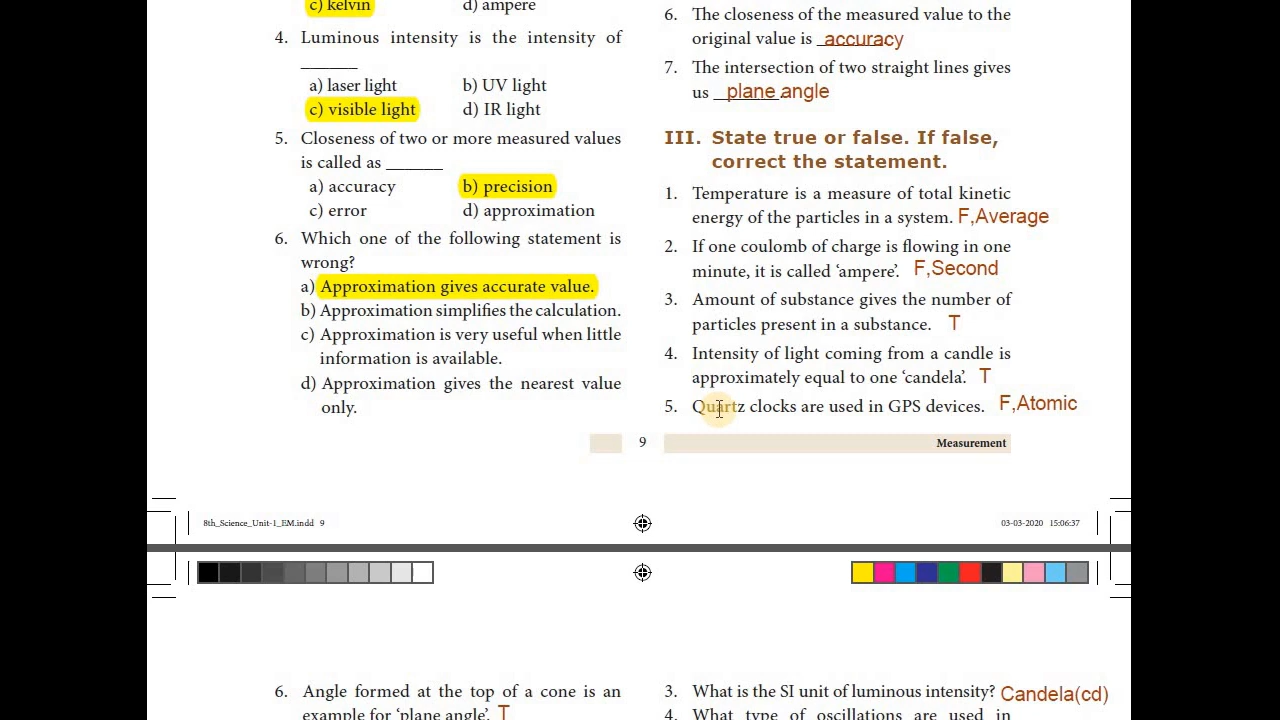 c) kelvin d) ampere
4. Luminous intensity is the intensity of
______
a) laser light b) UV light
c) visible light d) IR light
5. Closeness of two or more measured values
is called as ______
a) accuracy b) precision
c) error d) approximation
6. Which one of the following statement is
wrong?
a) Approximation gives accurate value.
b) Approximation simplifies the calculation.
c) Approximation is very useful when little
information is available.
d) Approximation gives the nearest value
only.
6. The closeness of the measured value to the
original value is accuracy
7. The intersection of two straight lines gives
us plane angle
III. State true or false. If false,
correct the statement.
1. Temperature is a measure of total kinetic
energy of the particles in a system. F,Average
2. If one coulomb of charge is flowing in one
minute, it is called ‘ampere’. F,Second
3. Amount of substance gives the number of
particles present in a substance. T
4. Intensity of light coming from a candle is
approximately equal to one ‘candela’. T
5. Quartz clocks are used in GPS devices. F,Atomic
9 Measurement
8th_Science_Unit-1_EM.indd 9 03-03-2020 15:06:37
6. Angle formed at the top of a cone is an
example for ‘plane angle’. T
3. What is the SI unit of luminous intensity? Candela(cd)
4. What type of oscillations are used in